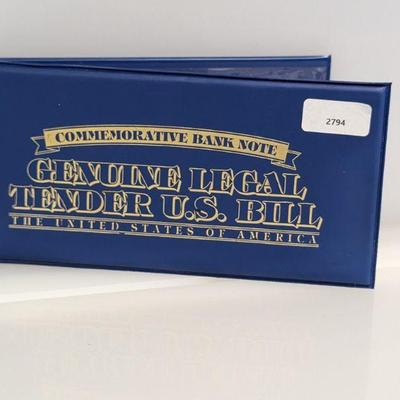 2794
COMMEMORATIVE BANK NOTE
GENUINE LEGAL
TENDER U.S. BILL
THE UNITED STATES OF AMERICA